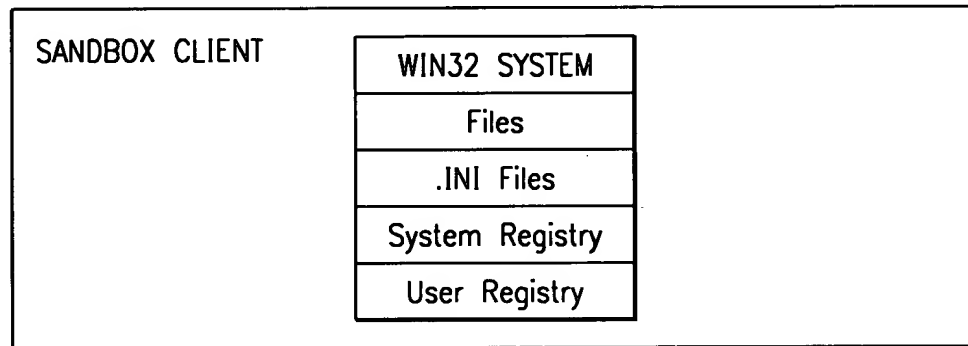 SANDBOX CLIENT
WIN32 SYSTEM
Files
.INI Files
System Registry
User Registry